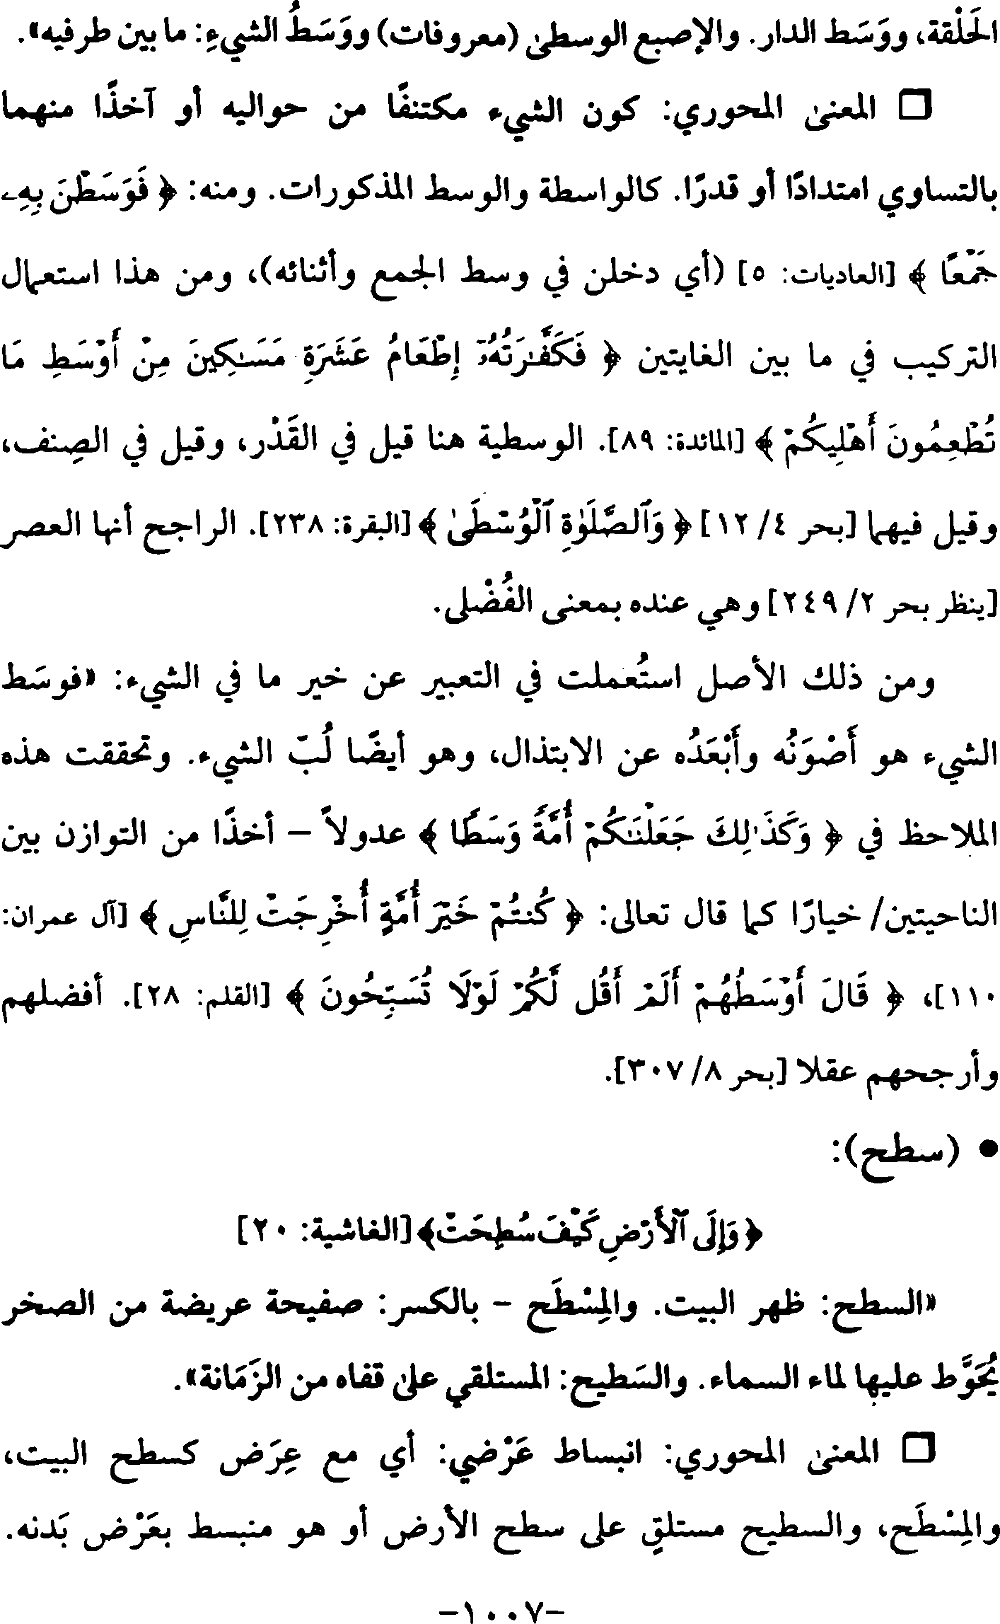 الحَلْقة، ووَسَط الدار. والإصبع الوسطىٰ (معروفات) ووَسَطُ الشيءِ: ما بين طرفيه».
□ المعنىٰ المحوري: كون الشيء مكتنفًا من حواليه أو آخذًا منهما
بالتساوي امتدادًا أو قدرًا. كالواسطة والوسط المذكورات. ومنه: ﴿ فَوَسَطْنَ بِهِۦ
جَمْعًا ﴾ [العاديات: ٥] (أي دخلن في وسط الجمع وأثنائه)، ومن هذا استعمال
التركيب في ما بين الغايتين ﴿ فَكَفَّـٰرَتُهُۥٓ إِطْعَامُ عَشَرَةِ مَسَـٰكِينَ مِنْ أَوْسَطِ مَا
تُطْعِمُونَ أَهْلِيكُمْ ﴾ [المائدة: ٨٩]. الوسطية هنا قيل في القَدْر، وقيل في الصِنف،
وقيل فيهما [بحر ٤/ ١٢] ﴿ وَٱلصَّلَوٰةِ ٱلْوُسْطَىٰ ﴾ [البقرة: ٢٣٨]. الراجح أنها العصر
[ينظر بحر ٢/ ٢٤٩] وهي عنده بمعنى الفُضْلى.
ومن ذلك الأصل استُعملت في التعبير عن خير ما في الشيء: «فوسَط
الشيء هو أَصْوَنُه وأَبْعَدُه عن الابتذال، وهو أيضًا لُبّ الشيء. وتحققت هذه
الملاحظ في ﴿ وَكَذَٰلِكَ جَعَلْنَـٰكُمْ أُمَّةً وَسَطًا ﴾ عدولاً – أخذًا من التوازن بين
الناحيتين/ خيارًا كما قال تعالى: ﴿ كُنتُمْ خَيْرَ أُمَّةٍ أُخْرِجَتْ لِلنَّاسِ ﴾ [آل عمران:
١١٠]، ﴿ قَالَ أَوْسَطُهُمْ أَلَمْ أَقُل لَّكُمْ لَوْلَا تُسَبِّحُونَ ﴾ [القلم: ٢٨]. أفضلهم
وأرجحهم عقلا [بحر ٨/ ٣٠٧].
● (سطح):
﴿ وَإِلَى ٱلْأَرْضِ كَيْفَ سُطِحَتْ﴾ [الغاشية: ٢٠]
«السطح: ظهر البيت. والمِسْطَح – بالكسر: صفيحة عريضة من الصخر
يُحَوَّط عليها لماء السماء. والسَطيح: المستلقي علىٰ قفاه من الزَمَانة».
□ المعنىٰ المحوري: انبساط عَرْضي: أي مع عِرَض كسطح البيت،
والمِسْطَح، والسطيح مستلقٍ على سطح الأرض أو هو منبسط بعَرْض بَدنه.
–١٠٠٧–